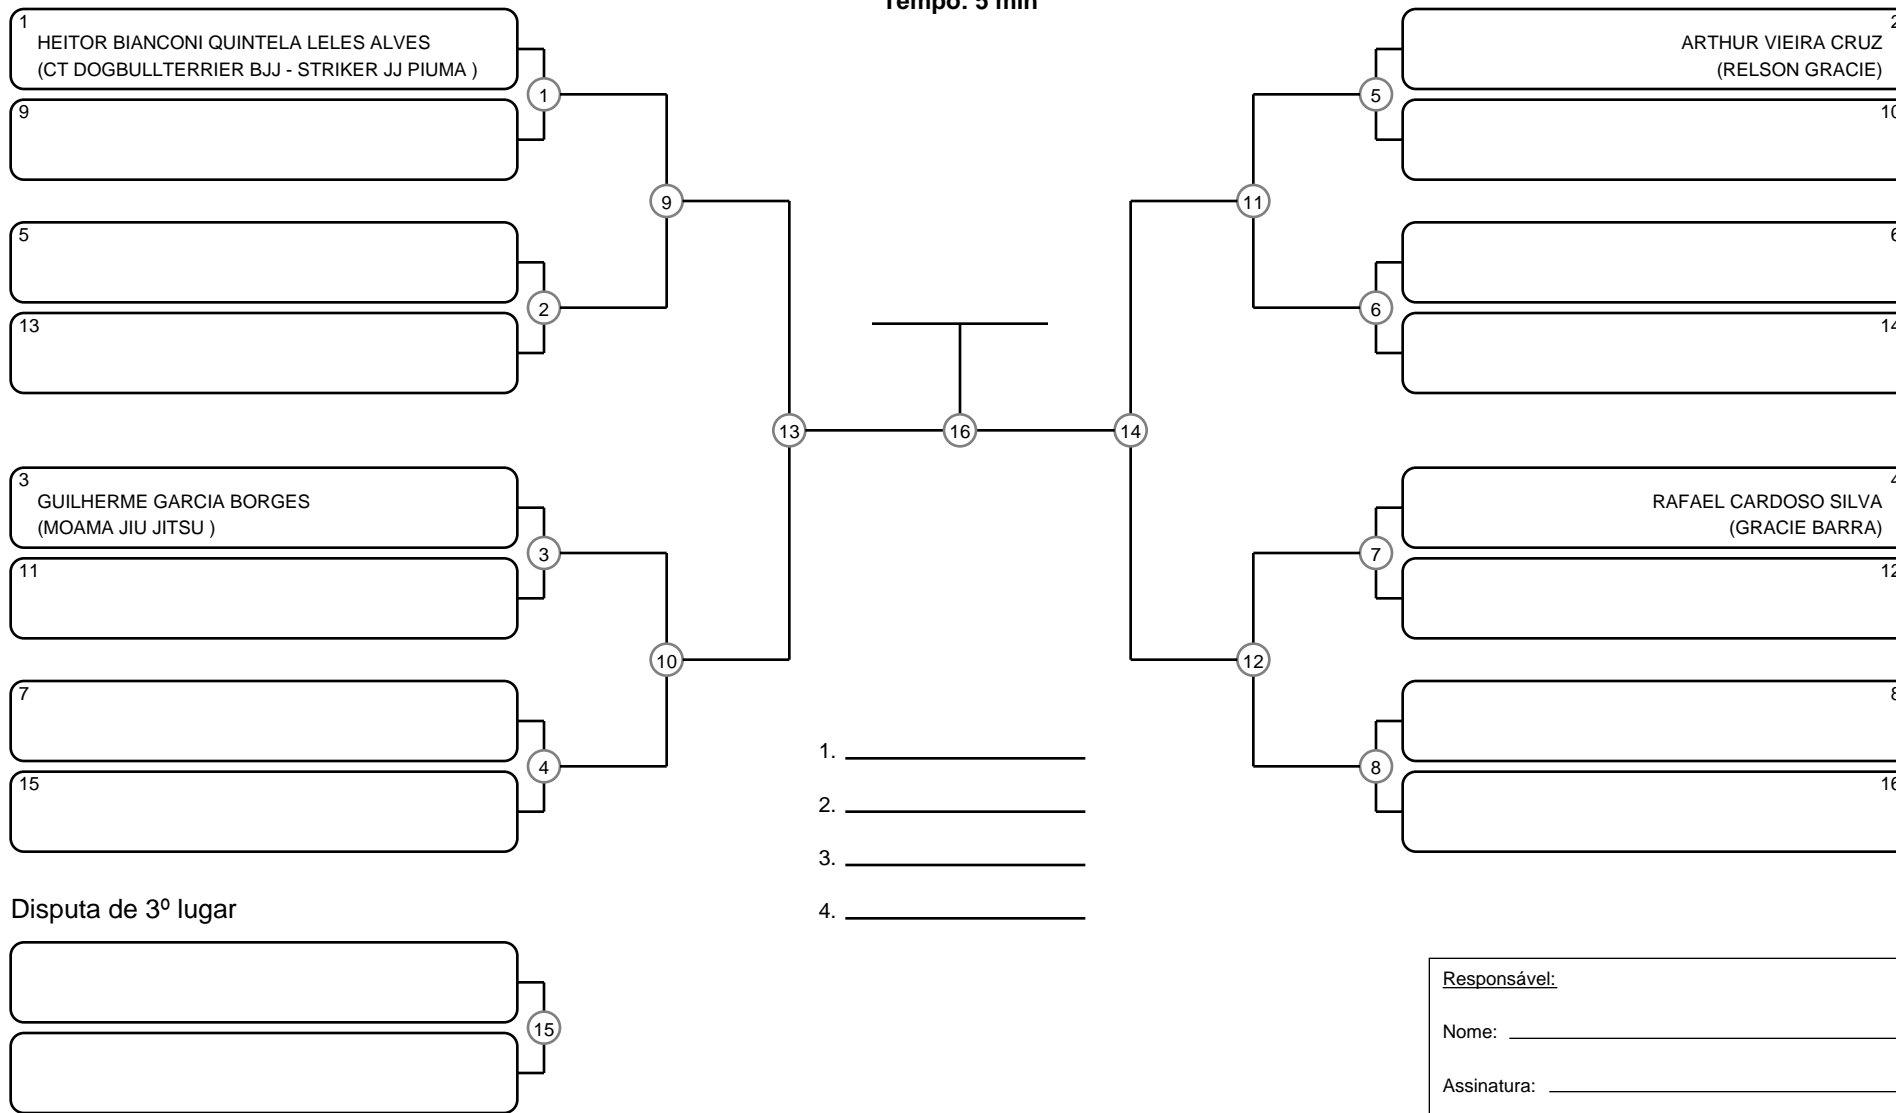 Tempo: 5 min
1
HEITOR BIANCONI QUINTELA LELES ALVES
(CT DOGBULLTERRIER BJJ - STRIKER JJ PIUMA )
9
5
13
3
GUILHERME GARCIA BORGES
(MOAMA JIU JITSU )
11
7
15
1
2
3
4
9
10
13
16
14
11
12
5
6
7
8
2
ARTHUR VIEIRA CRUZ
(RELSON GRACIE)
10
6
14
4
RAFAEL CARDOSO SILVA
(GRACIE BARRA)
12
8
16
1.
2.
3.
4.
Disputa de 3º lugar
15
Responsável:
Nome:
Assinatura: